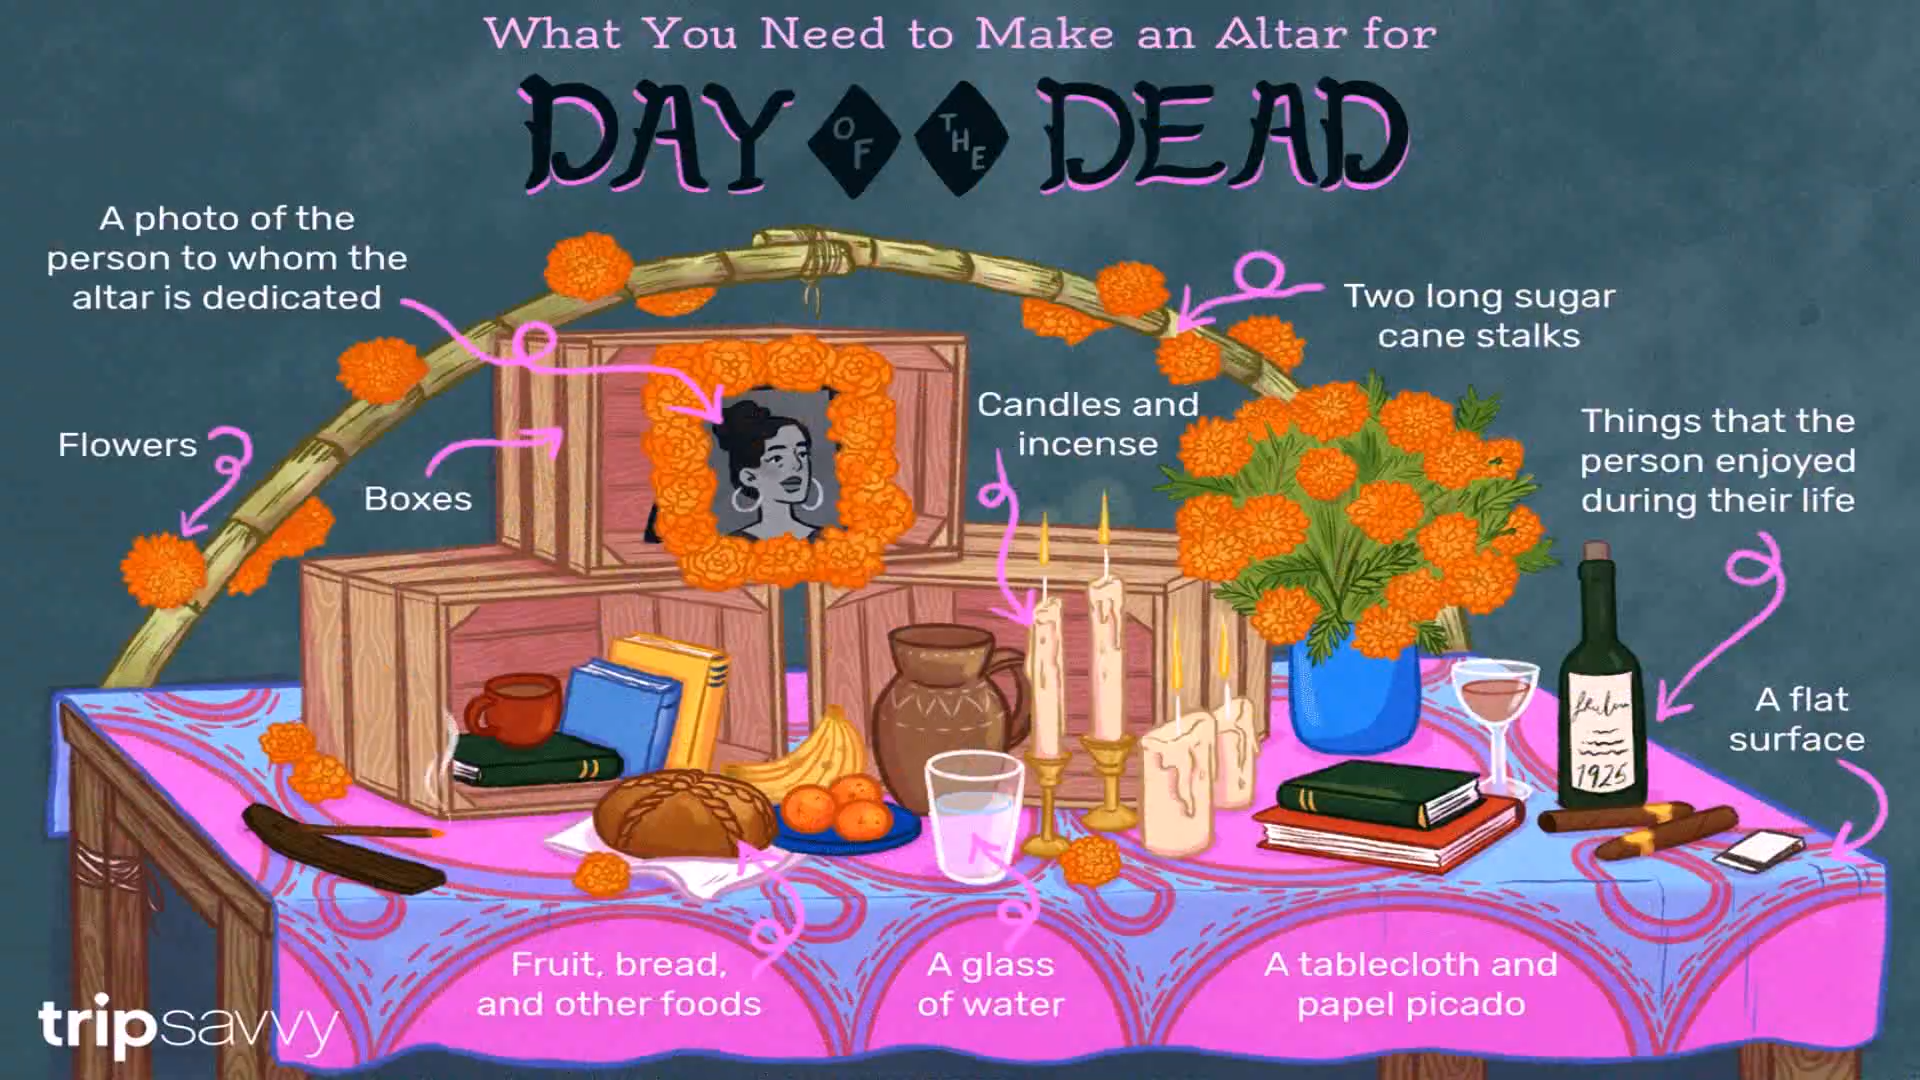 What You Need to Make an Altar for
DAY OF THE DEAD
A photo of the
person to whom the
altar is dedicated
Two long sugar
cane stalks
Candles and
incense
Things that the
person enjoyed
during their life
Flowers
Boxes
A flat
surface
1925
Fruit, bread,
and other foods
A glass
of water
A tablecloth and
papel picado
tripsavvy